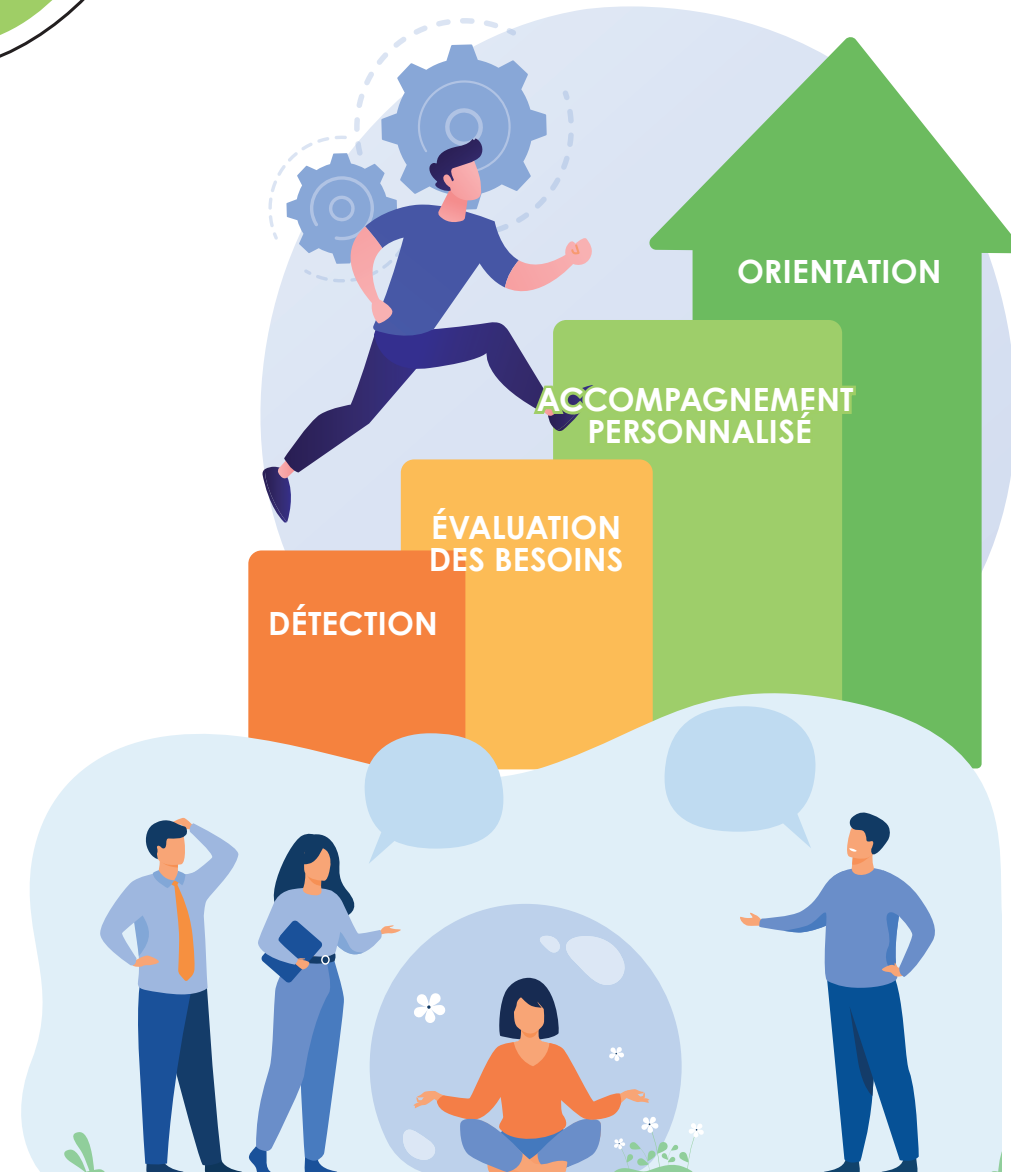 ORIENTATION
ACCOMPAGNEMENT
PERSONNALISÉ
ÉVALUATION
DES BESOINS
DÉTECTION